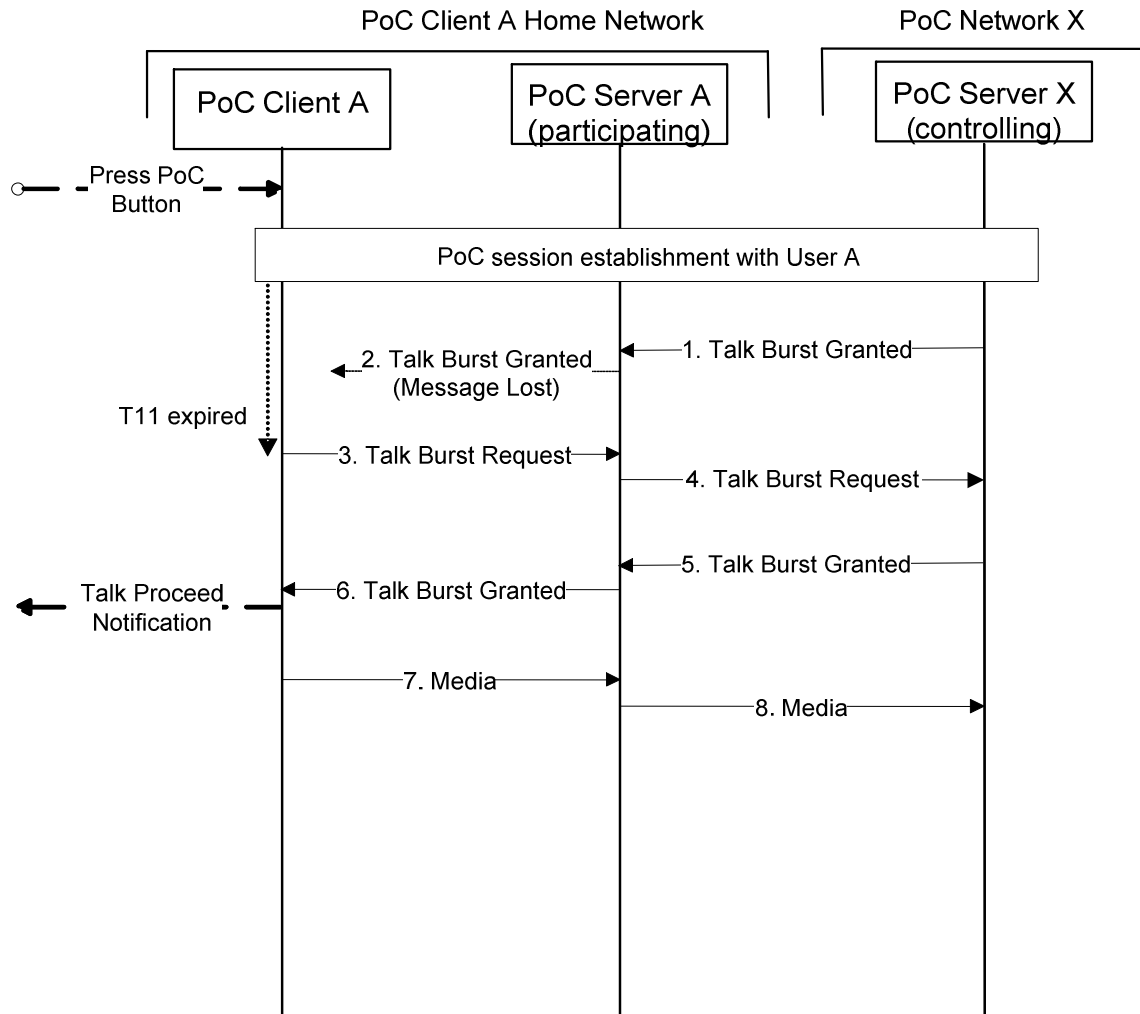 PoC Client A Home Network
PoC Network X
PoC Client A
PoC Server A
(participating)
PoC Server X
(controlling)
Press PoC
Button
PoC session establishment with User A
1. Talk Burst Granted
2. Talk Burst Granted
(Message Lost)
T11 expired
3. Talk Burst Request
4. Talk Burst Request
5. Talk Burst Granted
6. Talk Burst Granted
Talk Proceed
Notification
7. Media
8. Media